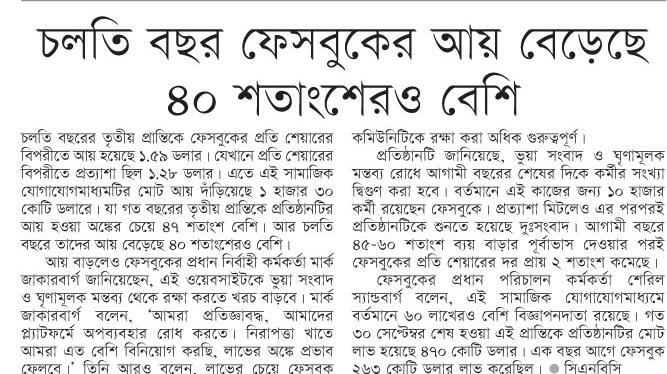 চলতি বছর ফেসবুকের আয় বেড়েছে
৪০ শতাংশেরও বেশি
চলতি বছরের তৃতীয় প্রান্তিকে ফেসবুকের প্রতি শেয়ারের
বিপরীতে আয় হয়েছে ১.৫৯ ডলার। যেখানে প্রতি শেয়ারের
বিপরীতে প্রত্যাশা ছিল ১.২৮ ডলার। এতে এই সামাজিক
যোগাযোগমাধ্যমটির মোট আয় দাঁড়িয়েছে ১ হাজার ৩০
কোটি ডলারে। যা গত বছরের তৃতীয় প্রান্তিকে প্রতিষ্ঠানটির
আয় হওয়া অঙ্কের চেয়ে ৪৭ শতাংশ বেশি। আর চলতি
বছরে তাদের আয় বেড়েছে ৪০ শতাংশেরও বেশি।
আয় বাড়লেও ফেসবুকের প্রধান নির্বাহী কর্মকর্তা মার্ক
জাকারবার্গ জানিয়েছেন, এই ওয়েবসাইটকে ভুয়া সংবাদ
ও ঘৃণামূলক মন্তব্য থেকে রক্ষা করতে খরচ বাড়বে। মার্ক
জাকারবার্গ বলেন, ‘আমরা প্রতিজ্ঞাবদ্ধ, আমাদের
প্ল্যাটফর্মে অপব্যবহার রোধ করতে। নিরাপত্তা খাতে
আমরা এত বেশি বিনিয়োগ করছি, লাভের অঙ্কে প্রভাব
ফেলবে।’ তিনি আরও বলেন, লাভের চেয়ে ফেসবুক
কমিউনিটিকে রক্ষা করা অধিক গুরুত্বপূর্ণ।
প্রতিষ্ঠানটি জানিয়েছে, ভুয়া সংবাদ ও ঘৃণামূলক
মন্তব্য রোধে আগামী বছরের শেষের দিকে কর্মীর সংখ্যা
দ্বিগুণ করা হবে। বর্তমানে এই কাজের জন্য ১০ হাজার
কর্মী রয়েছেন ফেসবুকে। প্রত্যাশা মিটলেও এর পরপরই
প্রতিষ্ঠানটিকে শুনতে হয়েছে দুঃসংবাদ। আগামী বছরে
৪৫-৬০ শতাংশ ব্যয় বাড়ার পূর্বাভাস দেওয়ার পরই
ফেসবুকের প্রতি শেয়ারের দর প্রায় ২ শতাংশ কমেছে।
ফেসবুকের প্রধান পরিচালন কর্মকর্তা শেরিল
স্যান্ডবার্গ বলেন, এই সামাজিক যোগাযোগমাধ্যমে
বর্তমানে ৬০ লাখেরও বেশি বিজ্ঞাপনদাতা রয়েছে। গত
৩০ সেপ্টেম্বর শেষ হওয়া এই প্রান্তিকে প্রতিষ্ঠানটির মোট
লাভ হয়েছে ৪৭০ কোটি ডলার। এক বছর আগে ফেসবুক
২৬৩ কোটি ডলার লাভ করেছিল। ● সিএনবিসি